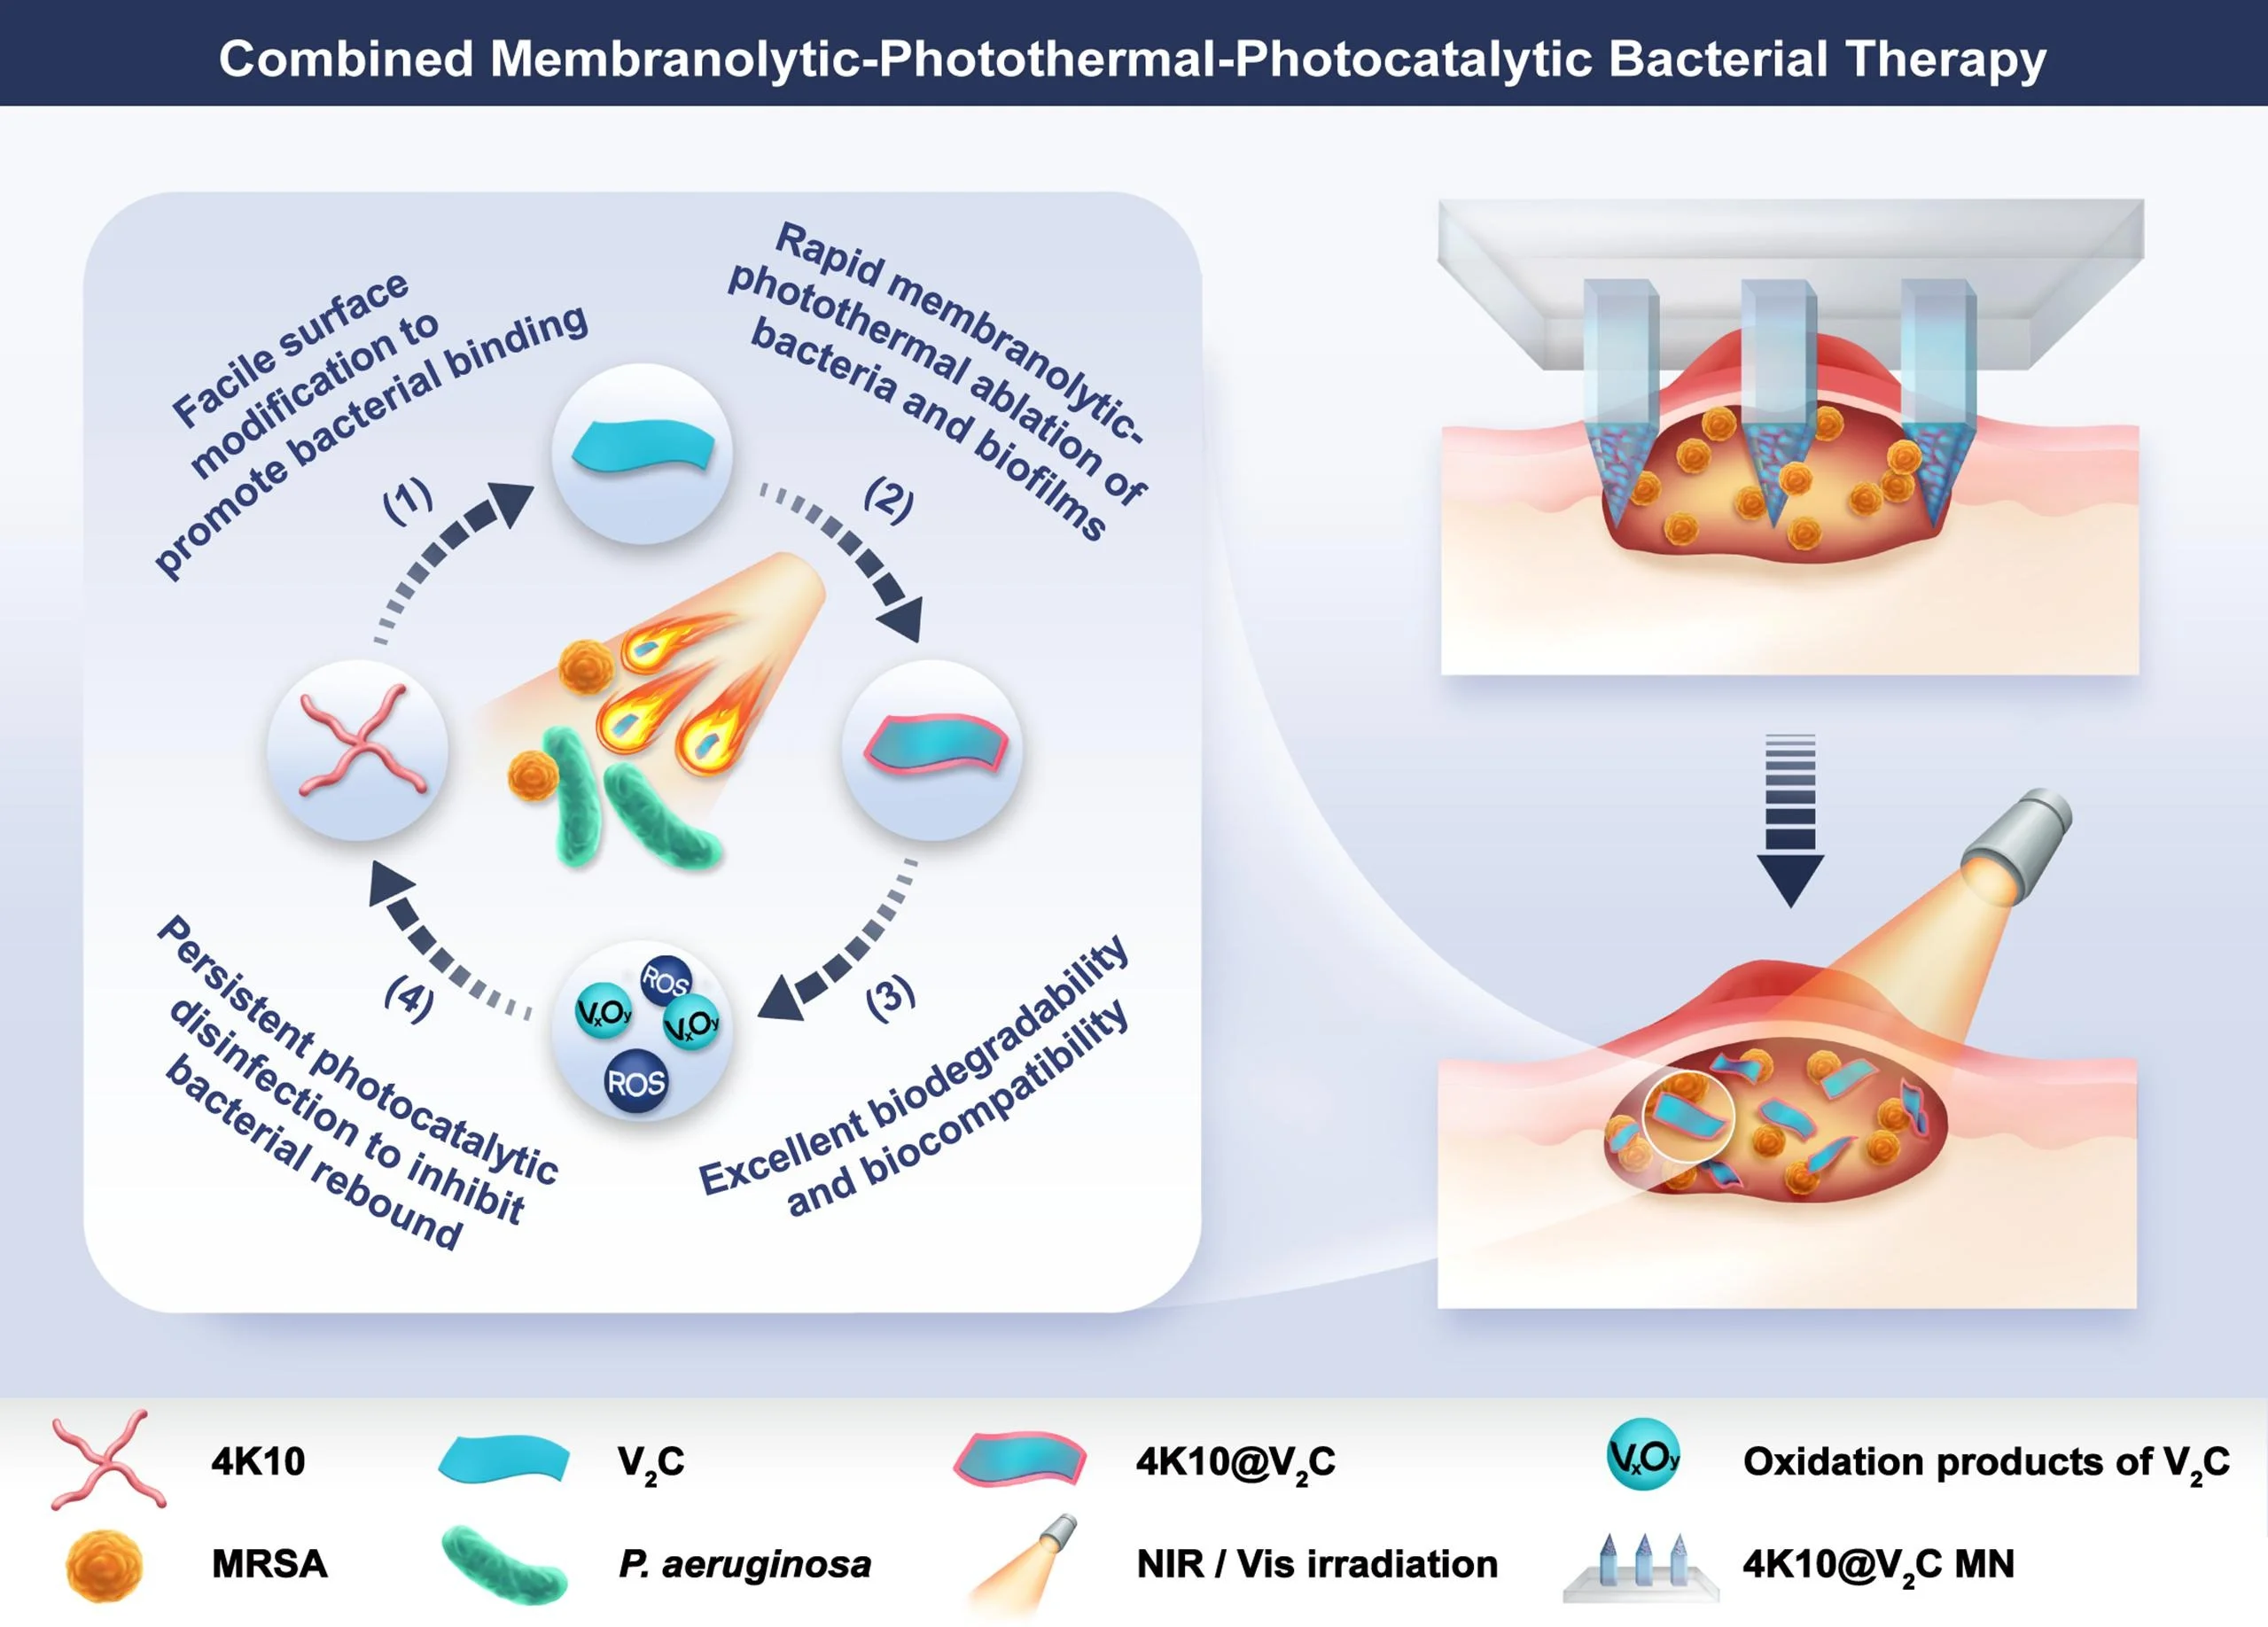 Combined Membranolytic-Photothermal-Photocatalytic Bacterial Therapy
Facile surface
modification to
promote bacterial binding
(1)
Rapid membranolytic-
photothermal ablation of
bacteria and biofilms
(2)
Excellent biodegradability
and biocompatibility
(3)
Persistent photocatalytic
disinfection to inhibit
bacterial rebound
(4)
ROS
VxOy
VxOy
ROS
4K10
V₂C
4K10@V₂C
VxOy
Oxidation products of V₂C
MRSA
P. aeruginosa
NIR / Vis irradiation
4K10@V₂C MN